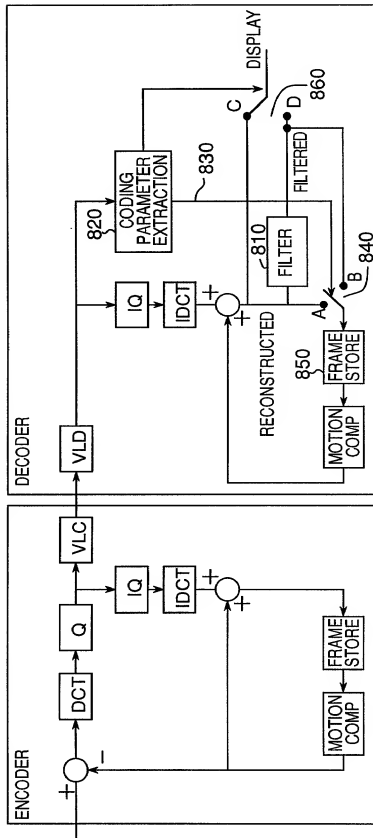 ENCODER
+
-
DCT
Q
VLC
IQ
IDCT
+
+
FRAME
STORE
MOTION
COMP
DECODER
VLD
IQ
IDCT
+
+
820
CODING
PARAMETER
EXTRACTION
830
RECONSTRUCTED
810
FILTER
FILTERED
C
D
860
DISPLAY
A
B
840
850
FRAME
STORE
MOTION
COMP